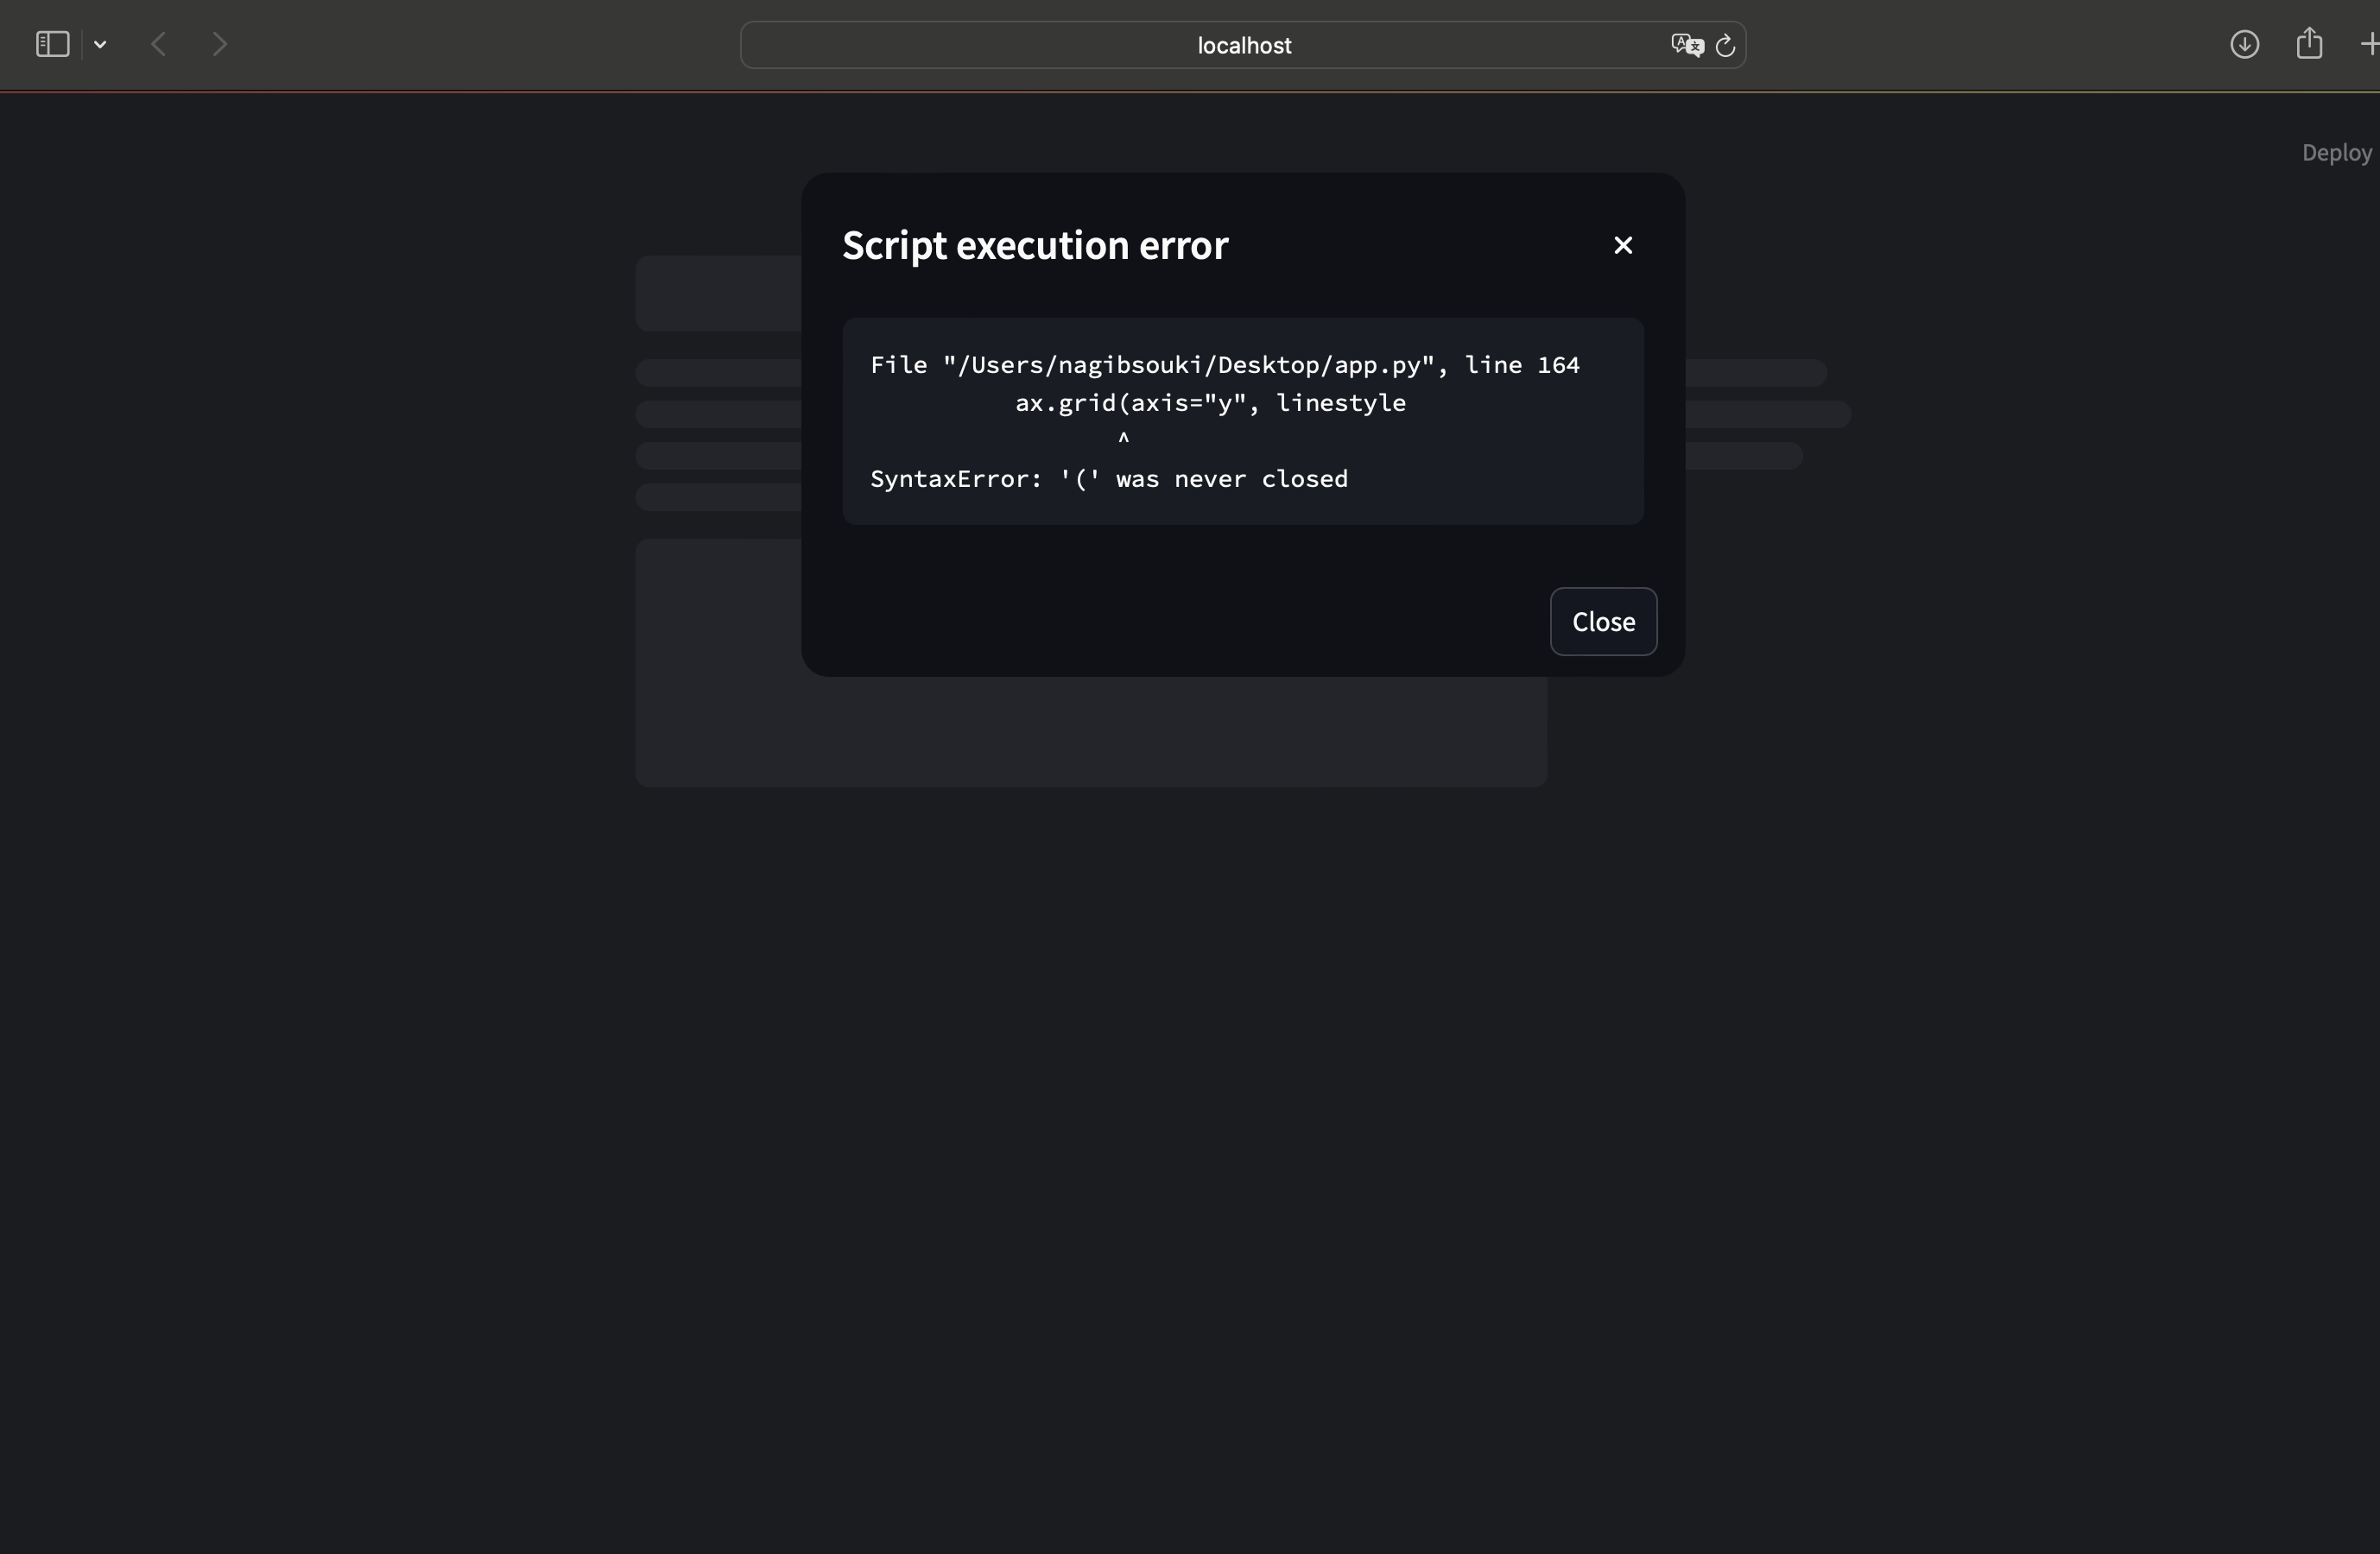 localhost
Deploy
Script execution error
File "/Users/nagibsouki/Desktop/app.py", line 164
ax.grid(axis="y", linestyle
^
SyntaxError: '(' was never closed
Close